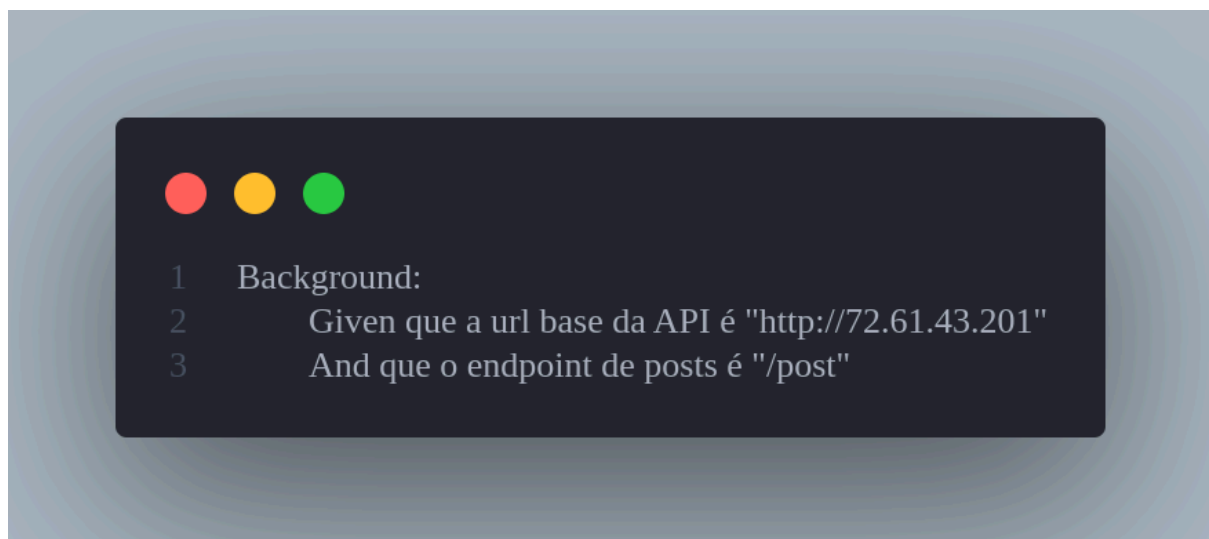 1 Background:
2 Given que a url base da API é "http://72.61.43.201"
3 And que o endpoint de posts é "/post"